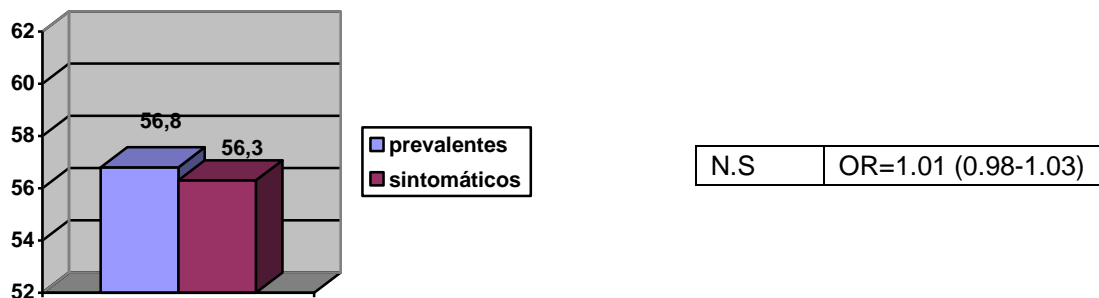 62
60
58
56
54
52
56,8
56,3
prevalentes
sintomáticos
N.S OR=1.01 (0.98-1.03)